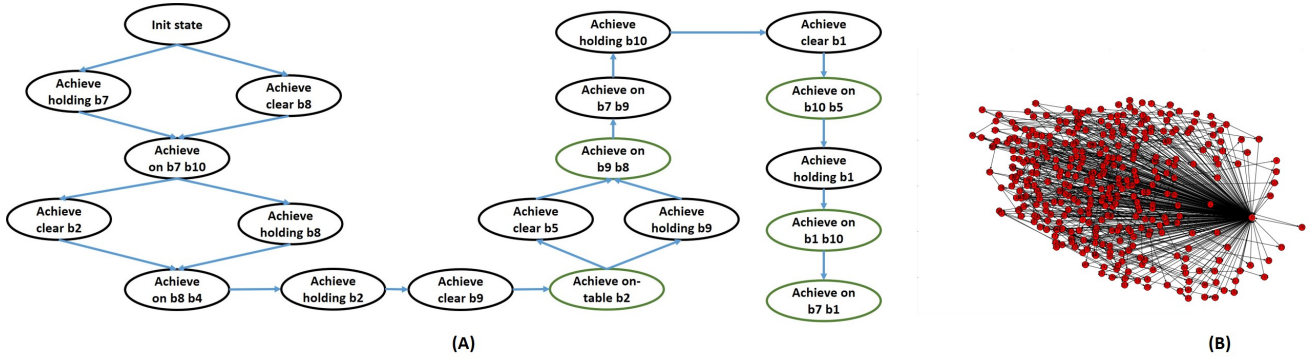 Init state
Achieve
holding b7
Achieve
clear b8
Achieve
on b7 b10
Achieve
clear b2
Achieve
holding b8
Achieve
on b8 b4
Achieve
holding b2
Achieve
clear b9
Achieve on-
table b2
Achieve
clear b5
Achieve
holding b9
Achieve on
b9 b8
Achieve on
b7 b9
Achieve
holding b10
Achieve
clear b1
Achieve on
b10 b5
Achieve
holding b1
Achieve on
b1 b10
Achieve on
b7 b1
(A)
(B)